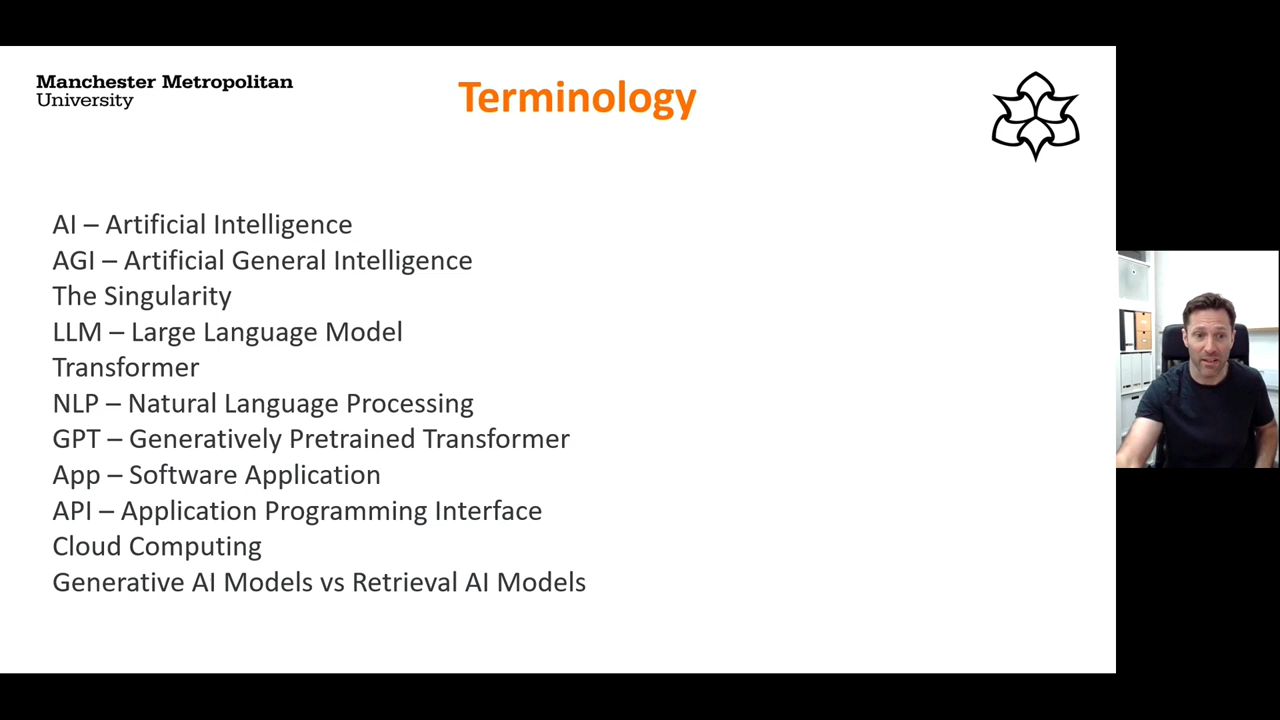 Manchester Metropolitan
University
Terminology
AI – Artificial Intelligence
AGI – Artificial General Intelligence
The Singularity
LLM – Large Language Model
Transformer
NLP – Natural Language Processing
GPT – Generatively Pretrained Transformer
App – Software Application
API – Application Programming Interface
Cloud Computing
Generative AI Models vs Retrieval AI Models